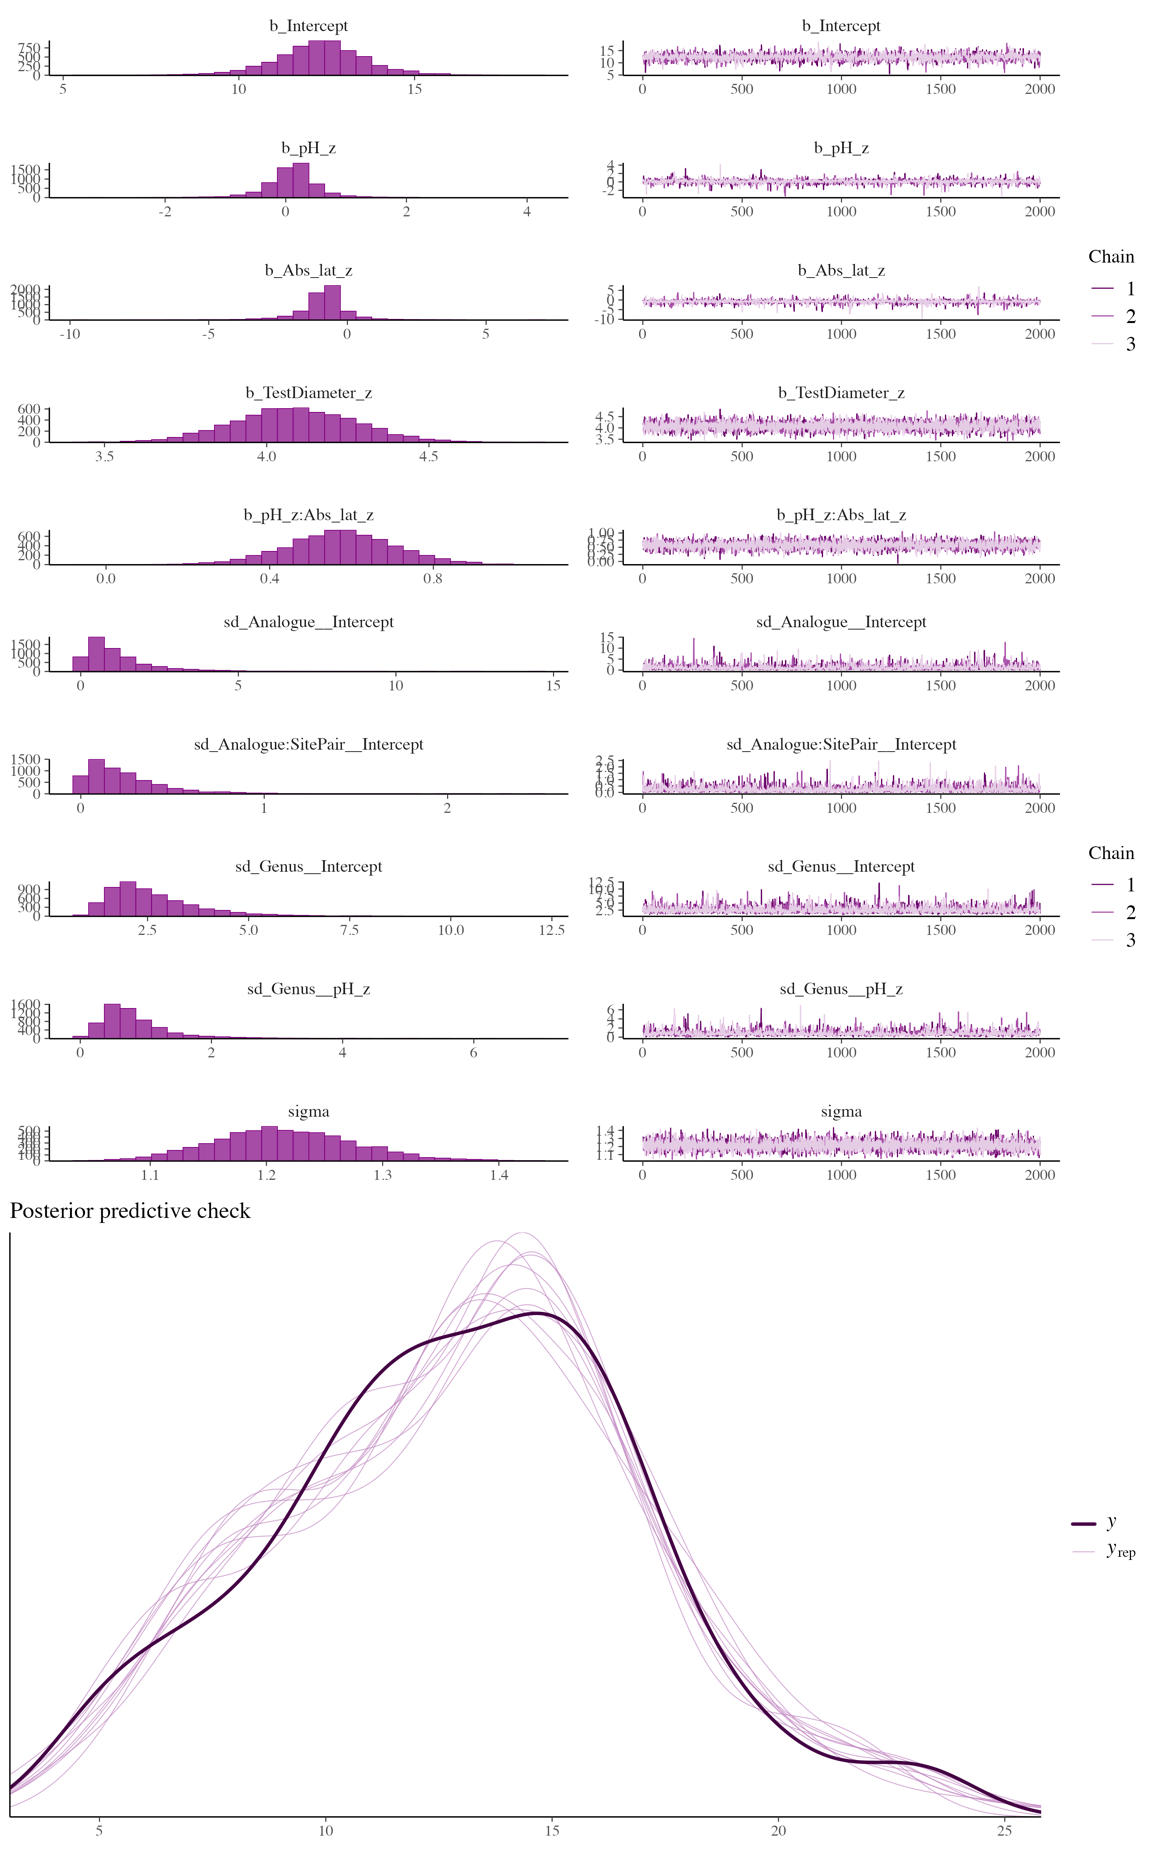 b_Intercept
b_Intercept
750
500
250
0
5 10 15
15
10
5
0 500 1000 1500 2000
b_pH_z
b_pH_z
1500
1000
500
0
-2 0 2 4
4
2
0
-2
0 500 1000 1500 2000
b_Abs_lat_z
b_Abs_lat_z
2000
1500
1000
500
0
-10 -5 0 5
5
0
-5
-10
0 500 1000 1500 2000
Chain
1
2
3
b_TestDiameter_z
b_TestDiameter_z
600
400
200
0
3.5 4.0 4.5
4.5
4.0
3.5
0 500 1000 1500 2000
b_pH_z:Abs_lat_z
b_pH_z:Abs_lat_z
600
400
200
0
0.0 0.4 0.8
1.00
0.75
0.50
0.25
0.00
0 500 1000 1500 2000
sd_Analogue__Intercept
sd_Analogue__Intercept
1500
1000
500
0
0 5 10 15
15
10
5
0
0 500 1000 1500 2000
sd_Analogue:SitePair__Intercept
sd_Analogue:SitePair__Intercept
1500
1000
500
0
0 1 2
2.5
2.0
1.5
1.0
0.5
0.0
0 500 1000 1500 2000
sd_Genus__Intercept
sd_Genus__Intercept
900
600
300
0
2.5 5.0 7.5 10.0 12.5
12.5
10.0
7.5
5.0
2.5
0 500 1000 1500 2000
Chain
1
2
3
sd_Genus__pH_z
sd_Genus__pH_z
1600
1200
800
400
0
0 2 4 6
6
4
2
0
0 500 1000 1500 2000
sigma
sigma
500
400
300
200
100
0
1.1 1.2 1.3 1.4
1.4
1.3
1.2
1.1
0 500 1000 1500 2000
Posterior predictive check
y
y rep
5 10 15 20 25